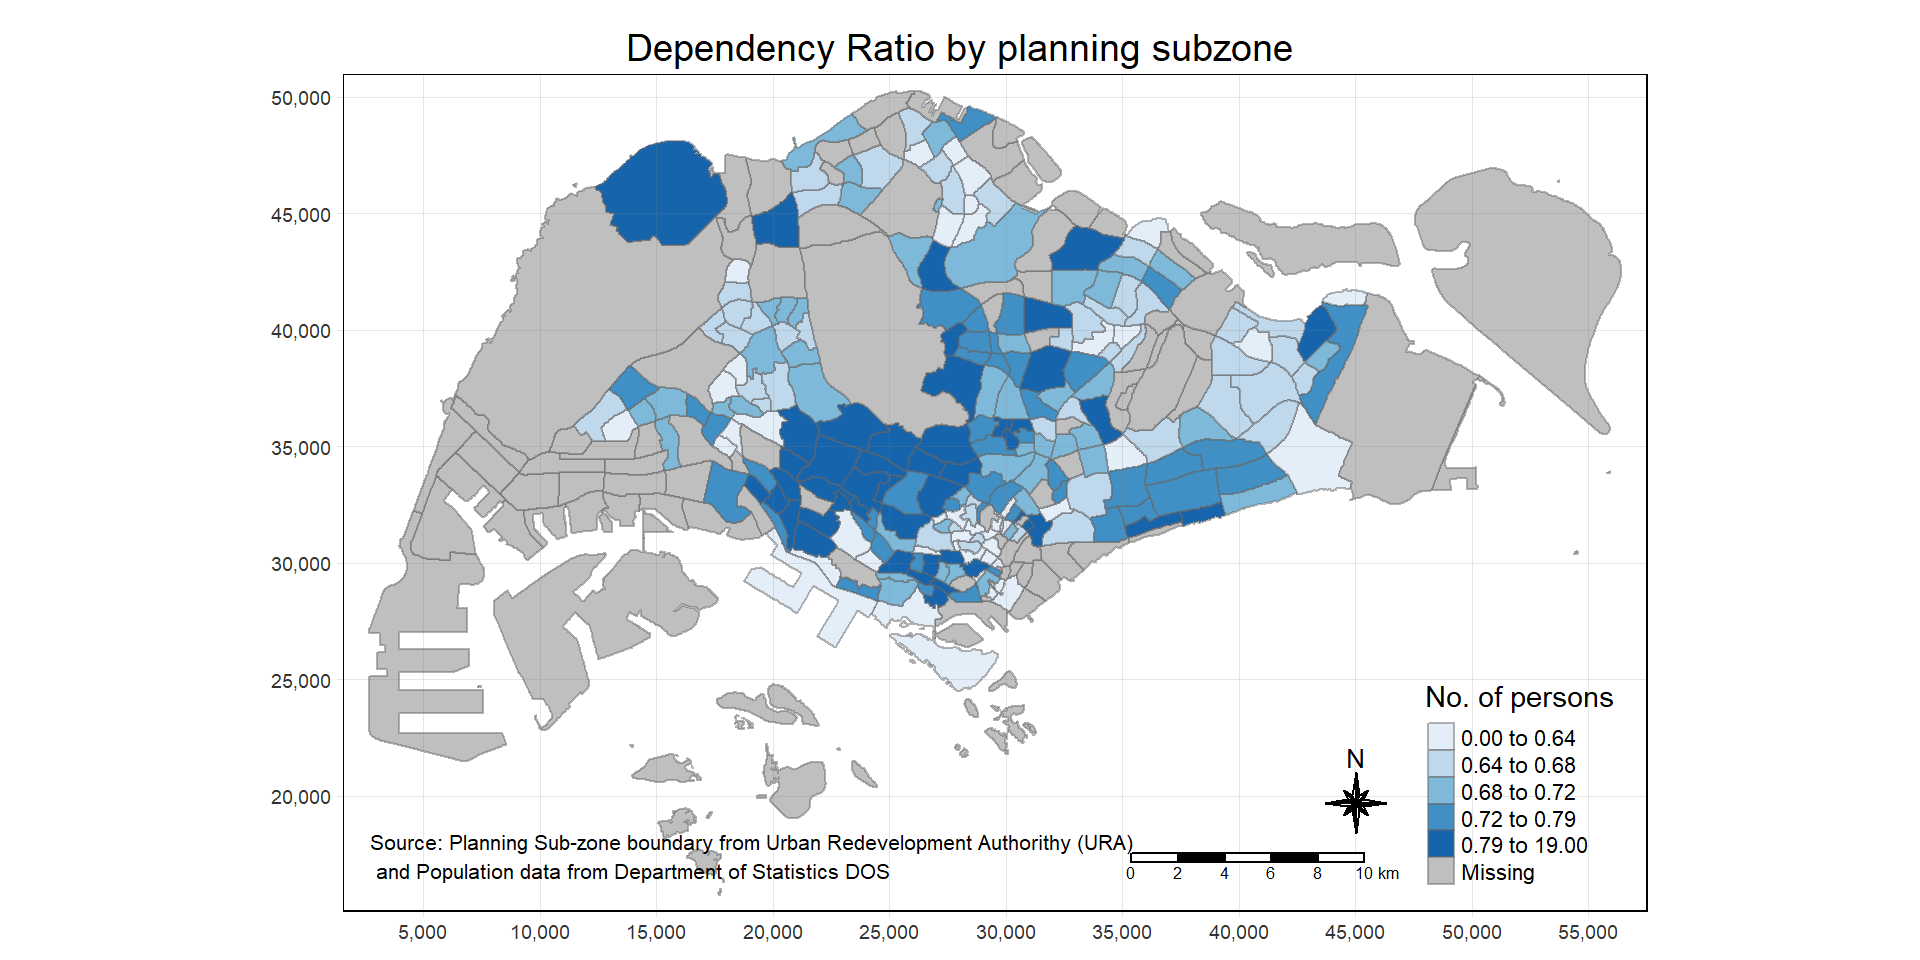 Dependency Ratio by planning subzone
50,000
45,000
40,000
35,000
30,000
25,000
20,000
No. of persons
0.00 to 0.64
0.64 to 0.68
0.68 to 0.72
0.72 to 0.79
0.79 to 19.00
Missing
N
Source: Planning Sub-zone boundary from Urban Redevelopment Authorithy (URA)
and Population data from Department of Statistics DOS
0 2 4 6 8 10 km
5,000 10,000 15,000 20,000 25,000 30,000 35,000 40,000 45,000 50,000 55,000